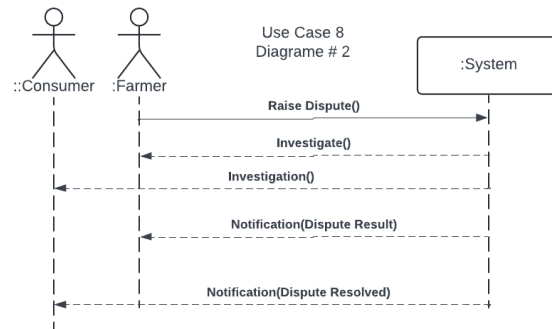 Use Case 8
Diagrame # 2
::Consumer
:Farmer
:System
Raise Dispute()
Investigate()
Investigation()
Notification(Dispute Result)
Notification(Dispute Resolved)